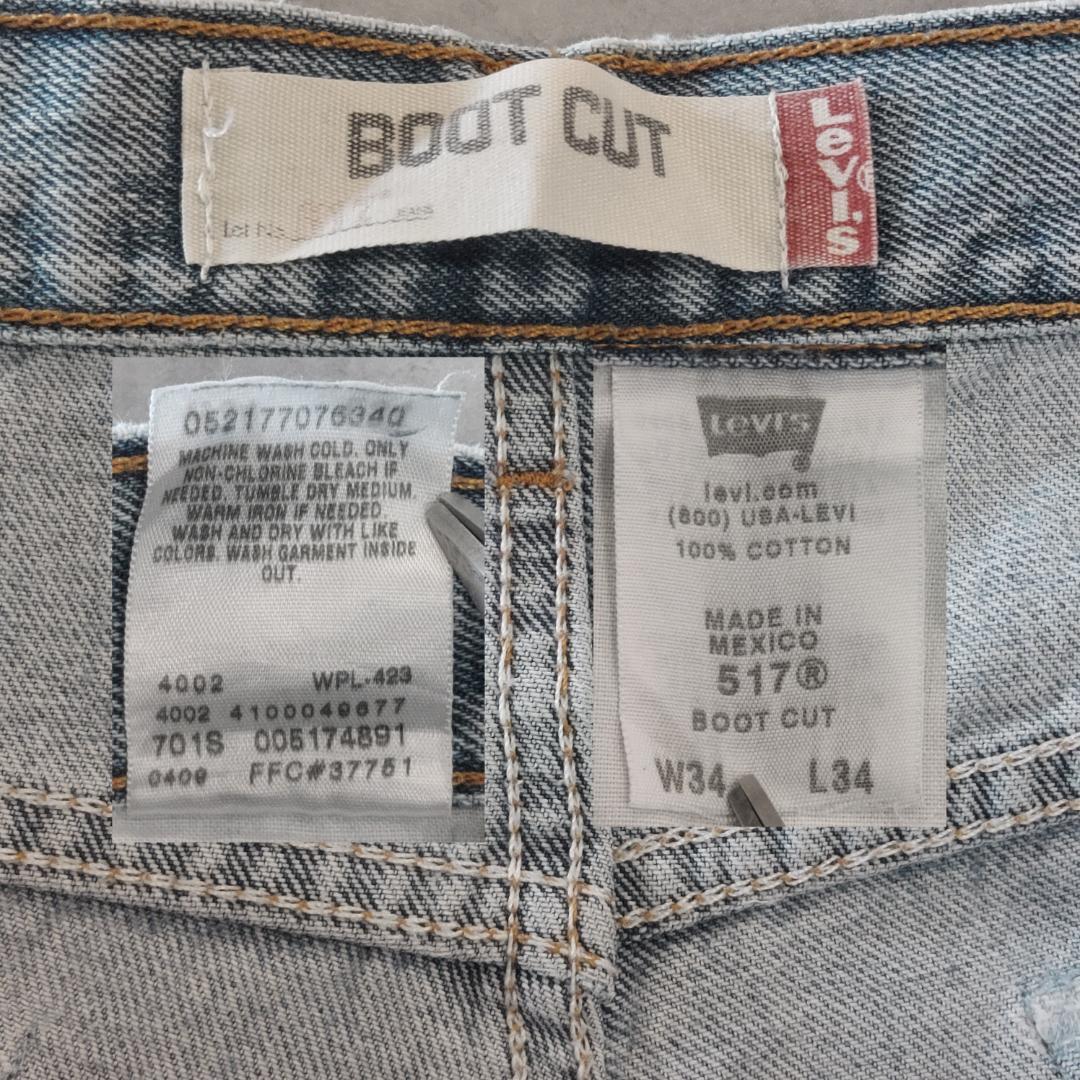 BOOT CUT
Levi's®
Lot No.
052177076340
MACHINE WASH COLD. ONLY
NON-CHLORINE BLEACH IF
NEEDED. TUMBLE DRY MEDIUM.
WARM IRON IF NEEDED.
WASH AND DRY WITH LIKE
COLORS. WASH GARMENT INSIDE
OUT.
4002 WPL-423
4002 4100049677
701S 005174891
0409 FFC#37751
Levi's
levi.com
(800) USA-LEVI
100% COTTON
MADE IN
MEXICO
517®
BOOT CUT
W34 L34